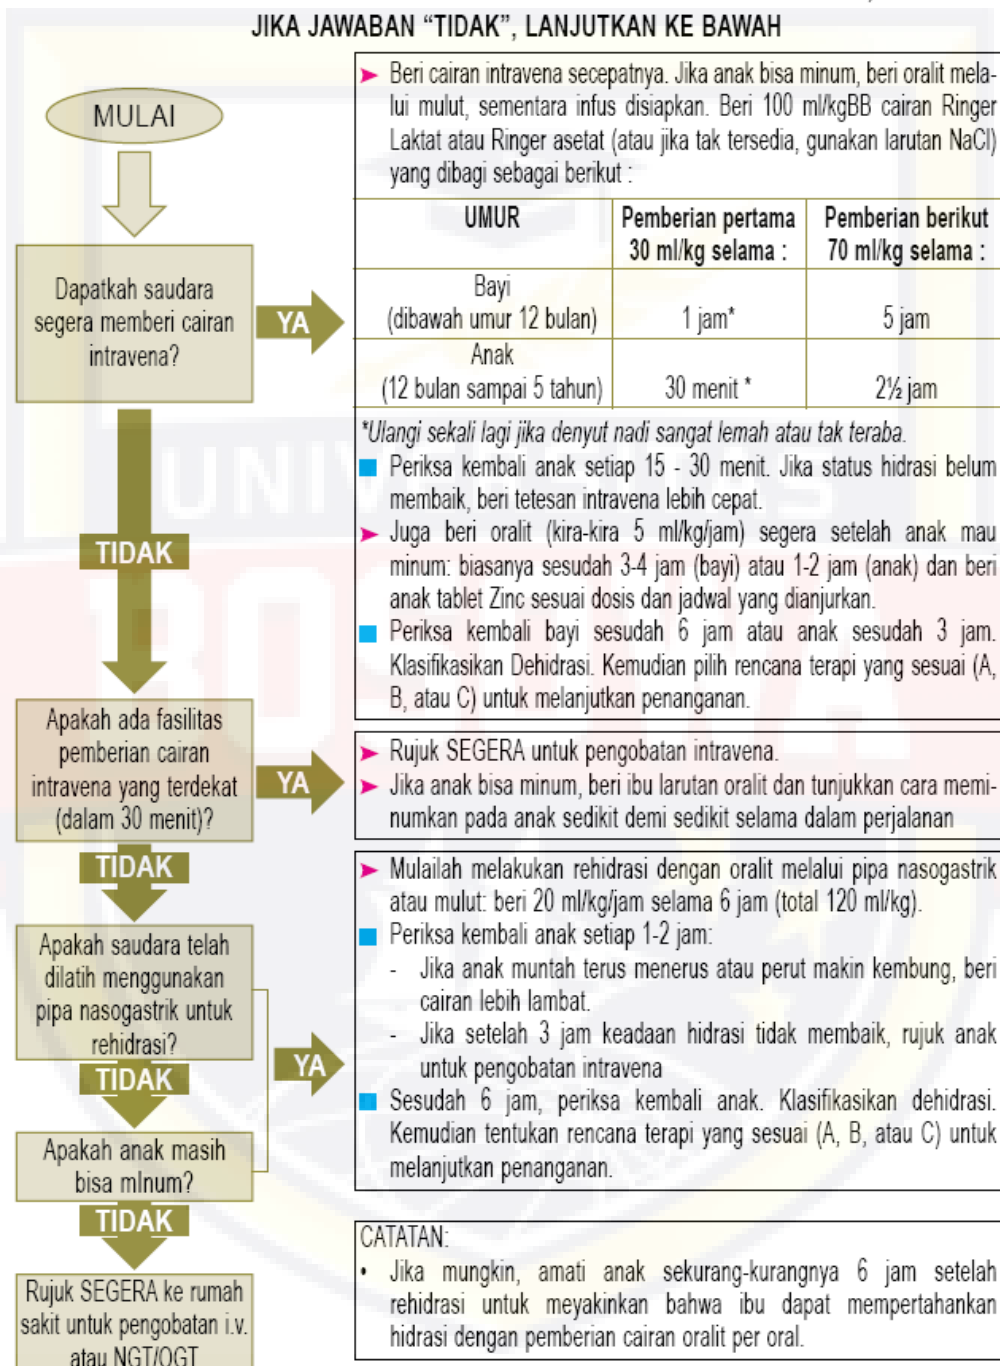 JIKA JAWABAN “TIDAK”, LANJUTKAN KE BAWAH
MULAI
Dapatkah saudara
segera memberi cairan
intravena?
YA
➤ Beri cairan intravena secepatnya. Jika anak bisa minum, beri oralit mela-
lui mulut, sementara infus disiapkan. Beri 100 ml/kgBB cairan Ringer
Laktat atau Ringer asetat (atau jika tak tersedia, gunakan larutan NaCl)
yang dibagi sebagai berikut :
UMUR
Pemberian pertama
30 ml/kg selama :
Pemberian berikut
70 ml/kg selama :
Bayi
(dibawah umur 12 bulan)
1 jam*
5 jam
Anak
(12 bulan sampai 5 tahun)
30 menit *
2½ jam
*Ulangi sekali lagi jika denyut nadi sangat lemah atau tak teraba.
■ Periksa kembali anak setiap 15 - 30 menit. Jika status hidrasi belum
membaik, beri tetesan intravena lebih cepat.
➤ Juga beri oralit (kira-kira 5 ml/kg/jam) segera setelah anak mau
minum: biasanya sesudah 3-4 jam (bayi) atau 1-2 jam (anak) dan beri
anak tablet Zinc sesuai dosis dan jadwal yang dianjurkan.
■ Periksa kembali bayi sesudah 6 jam atau anak sesudah 3 jam.
Klasifikasikan Dehidrasi. Kemudian pilih rencana terapi yang sesuai (A,
B, atau C) untuk melanjutkan penanganan.
TIDAK
Apakah ada fasilitas
pemberian cairan
intravena yang terdekat
(dalam 30 menit)?
YA
➤ Rujuk SEGERA untuk pengobatan intravena.
➤ Jika anak bisa minum, beri ibu larutan oralit dan tunjukkan cara memi-
numkan pada anak sedikit demi sedikit selama dalam perjalanan
TIDAK
Apakah saudara telah
dilatih menggunakan
pipa nasogastrik untuk
rehidrasi?
TIDAK
Apakah anak masih
bisa mInum?
YA
➤ Mulailah melakukan rehidrasi dengan oralit melalui pipa nasogastrik
atau mulut: beri 20 ml/kg/jam selama 6 jam (total 120 ml/kg).
■ Periksa kembali anak setiap 1-2 jam:
- Jika anak muntah terus menerus atau perut makin kembung, beri
cairan lebih lambat.
- Jika setelah 3 jam keadaan hidrasi tidak membaik, rujuk anak
untuk pengobatan intravena
■ Sesudah 6 jam, periksa kembali anak. Klasifikasikan dehidrasi.
Kemudian tentukan rencana terapi yang sesuai (A, B, atau C) untuk
melanjutkan penanganan.
TIDAK
Rujuk SEGERA ke rumah
sakit untuk pengobatan i.v.
atau NGT/OGT
CATATAN:
• Jika mungkin, amati anak sekurang-kurangnya 6 jam setelah
rehidrasi untuk meyakinkan bahwa ibu dapat mempertahankan
hidrasi dengan pemberian cairan oralit per oral.
UNIVERSITAS
BOSOWA